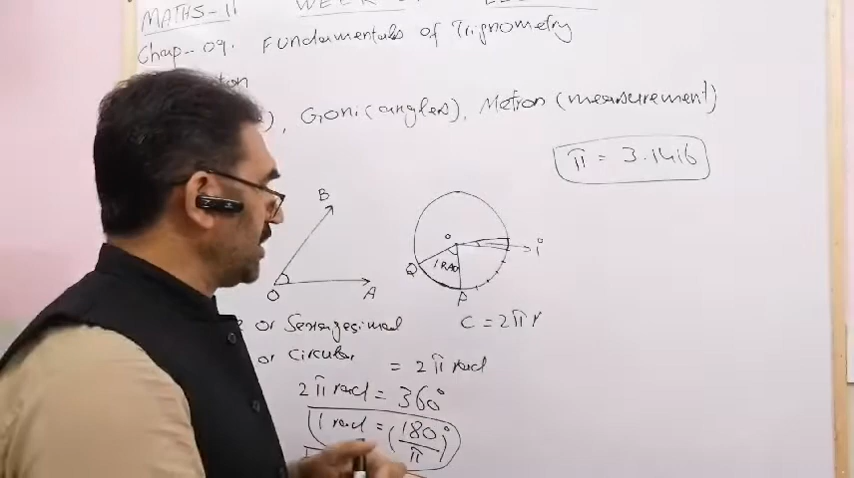 MATHS-11
Chap-09. Fundamentals of Trignometry
, Goni (angles), Metron (measurement)
π = 3.1416
B
O
A
O
1°
Q
1 RAD
P
or Sexagesimal
C = 2πr
or Circular
= 2π rad
2π rad = 360°
1 rad = (180/π)°